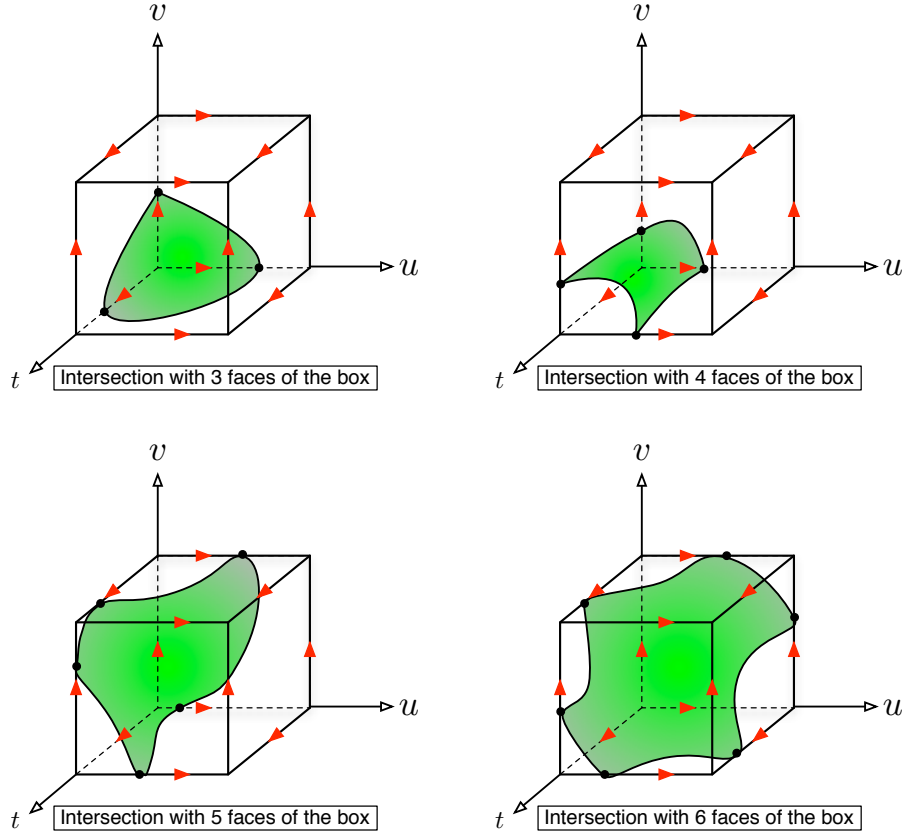 v
v
u
u
t
t
Intersection with 3 faces of the box
Intersection with 4 faces of the box
v
v
u
u
t
t
Intersection with 5 faces of the box
Intersection with 6 faces of the box